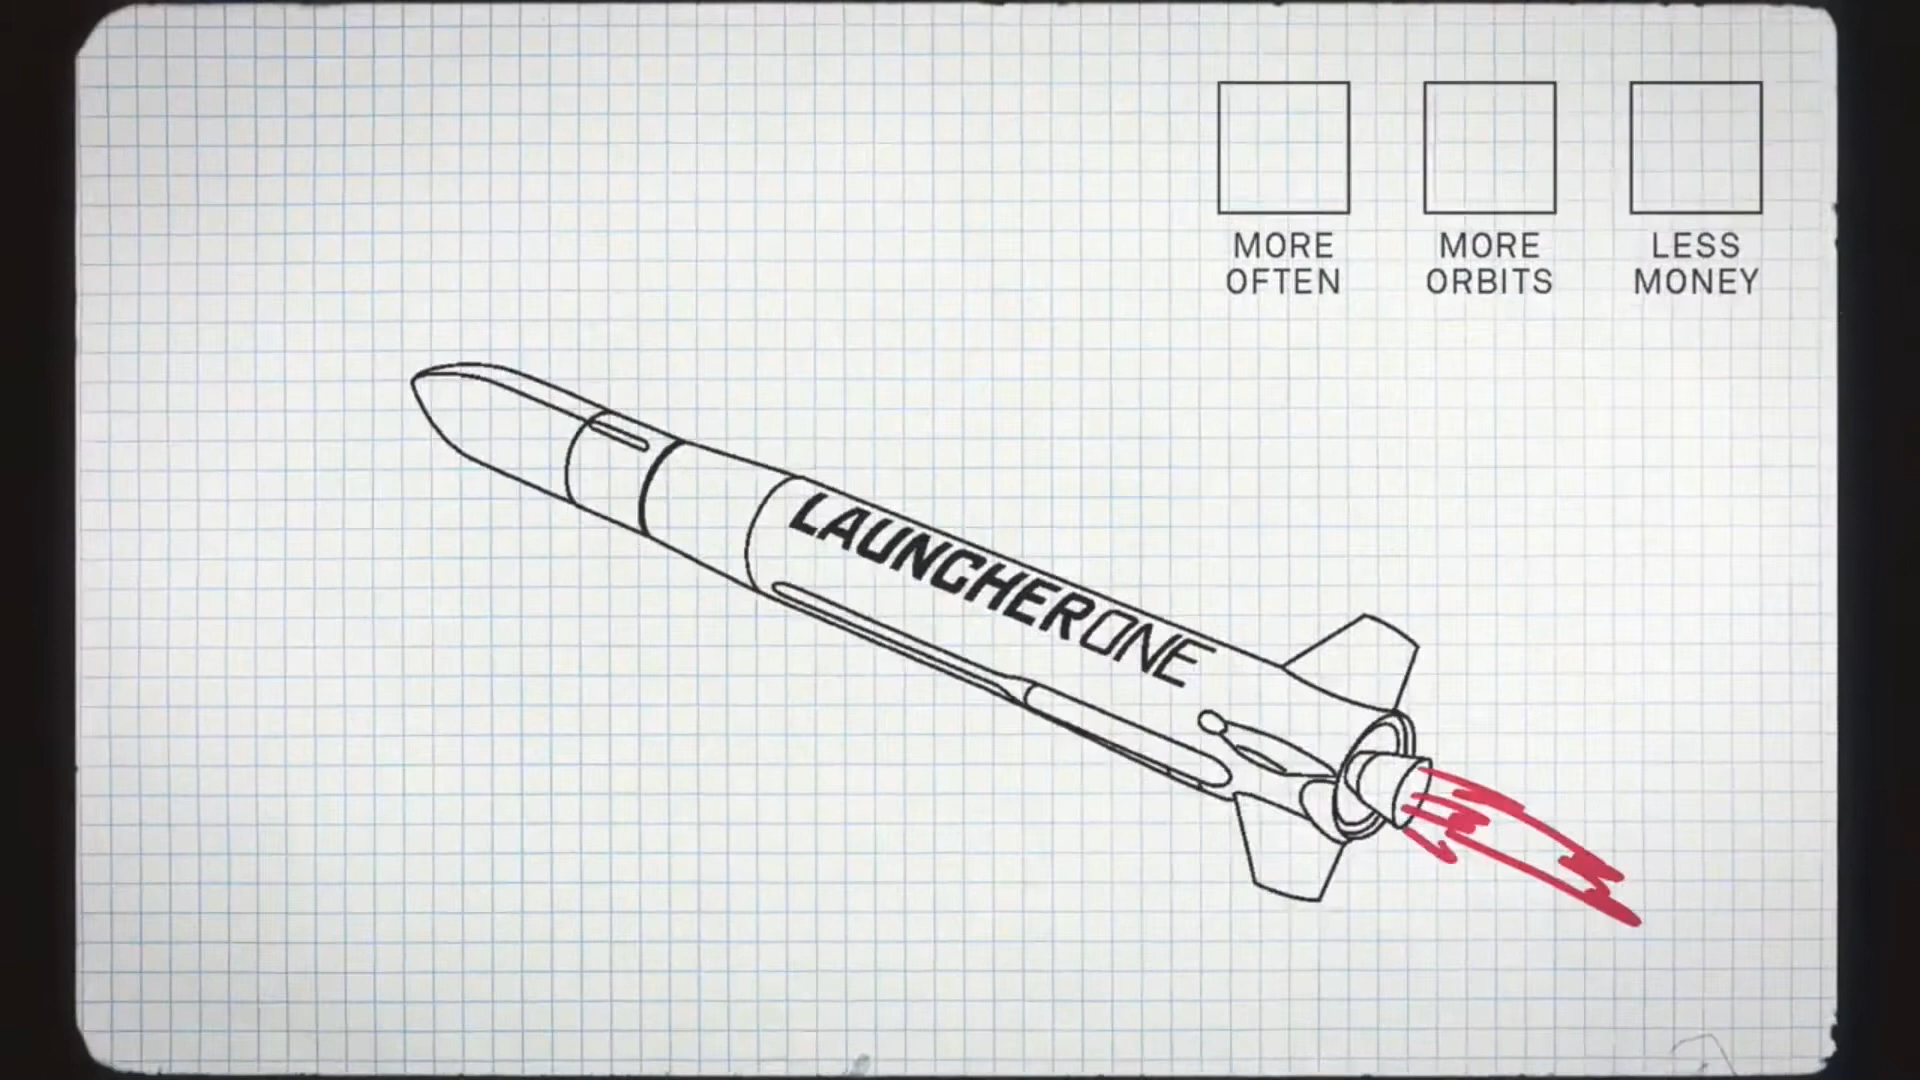 MORE
OFTEN
MORE
ORBITS
LESS
MONEY
LAUNCHERONE